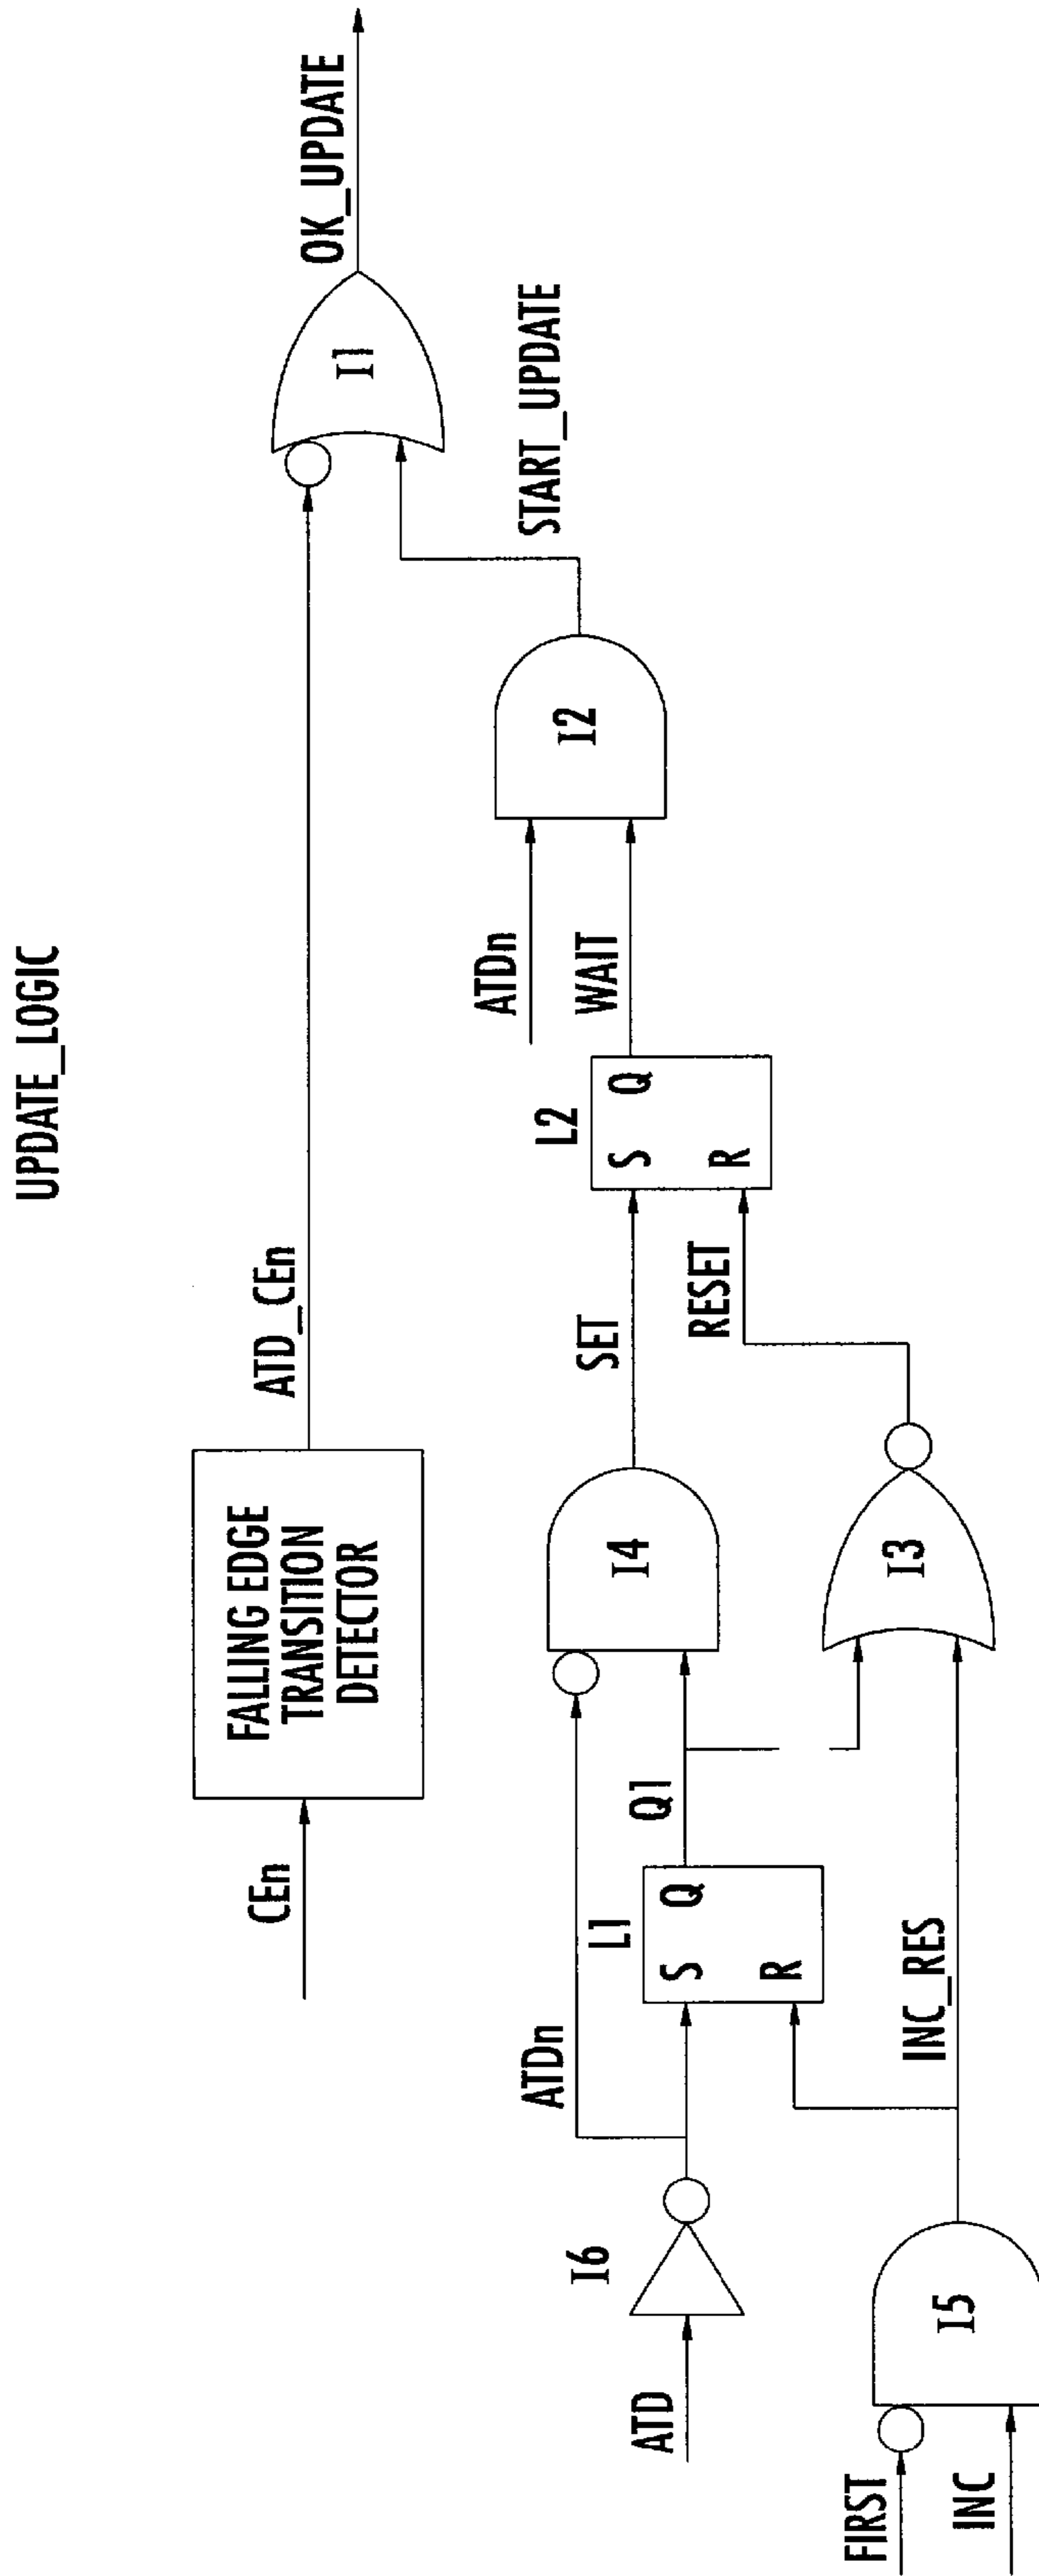 UPDATE_LOGIC
CEn
FALLING EDGE
TRANSITION
DETECTOR
ATD_CEn
I1
OK_UPDATE
START_UPDATE
ATDn
WAIT
I2
L2
S Q
R
SET
RESET
I4
I3
Q1
L1
S Q
R
ATDn
INC_RES
I6
ATD
I5
FIRST
INC